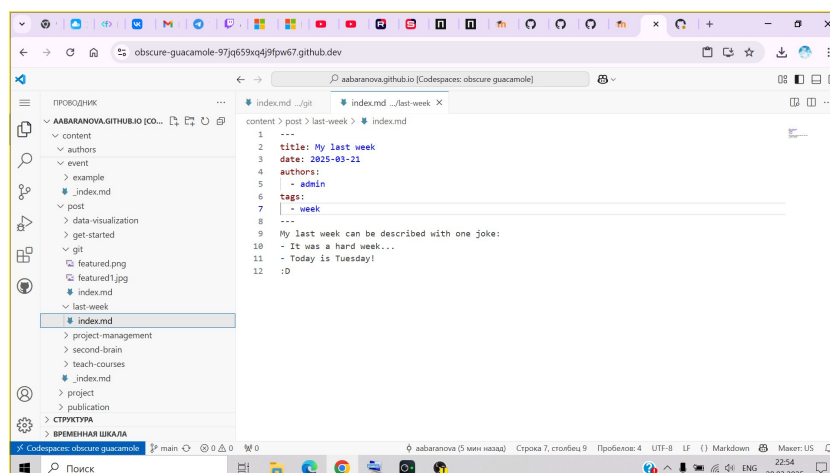 obscure-guacamole-97jq659xq4j9fpw67.github.dev
aabaranova.github.io [Codespaces: obscure guacamole]
ПРОВОДНИК
AABARANOVA.GITHUB.IO [CO...
content
authors
event
example
_index.md
post
data-visualization
get-started
git
featured.png
featured1.jpg
index.md
last-week
index.md
project-management
second-brain
teach-courses
_index.md
project
publication
СТРУКТУРА
ВРЕМЕННАЯ ШКАЛА
index.md .../git
index.md .../last-week
content > post > last-week > index.md
1 ---
2 title: My last week
3 date: 2025-03-21
4 authors:
5 - admin
6 tags:
7 - week
8 ---
9 My last week can be described with one joke:
10 - It was a hard week...
11 - Today is Tuesday!
12 :D
Codespaces: obscure guacamole main 0 0 0 aabaranova (5 мин назад) Строка 7, столбец 9 Пробелов: 4 UTF-8 LF {} Markdown Макет: US
Поиск
ENG
22:54